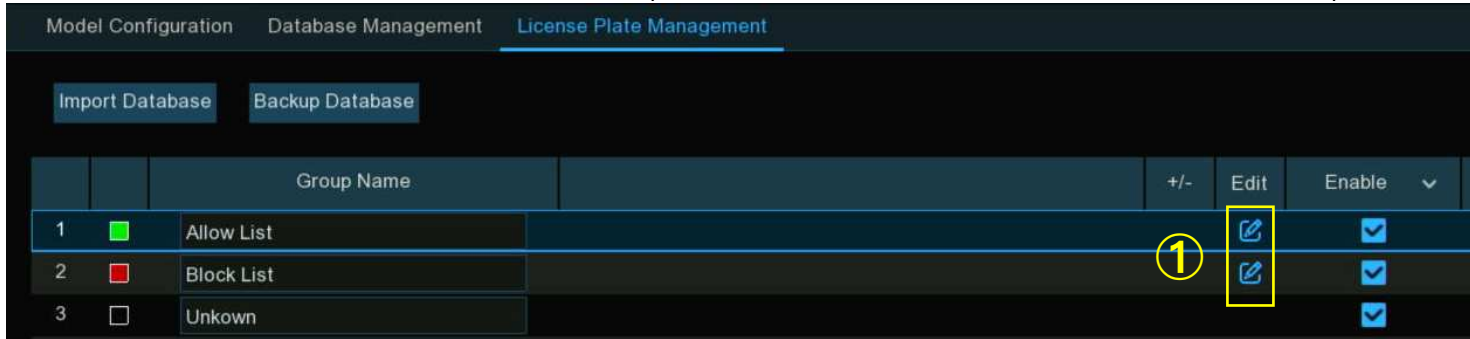 Model Configuration Database Management License Plate Management
Import Database Backup Database
Group Name +/- Edit Enable
1 Allow List
①
2 Block List
3 Unkown